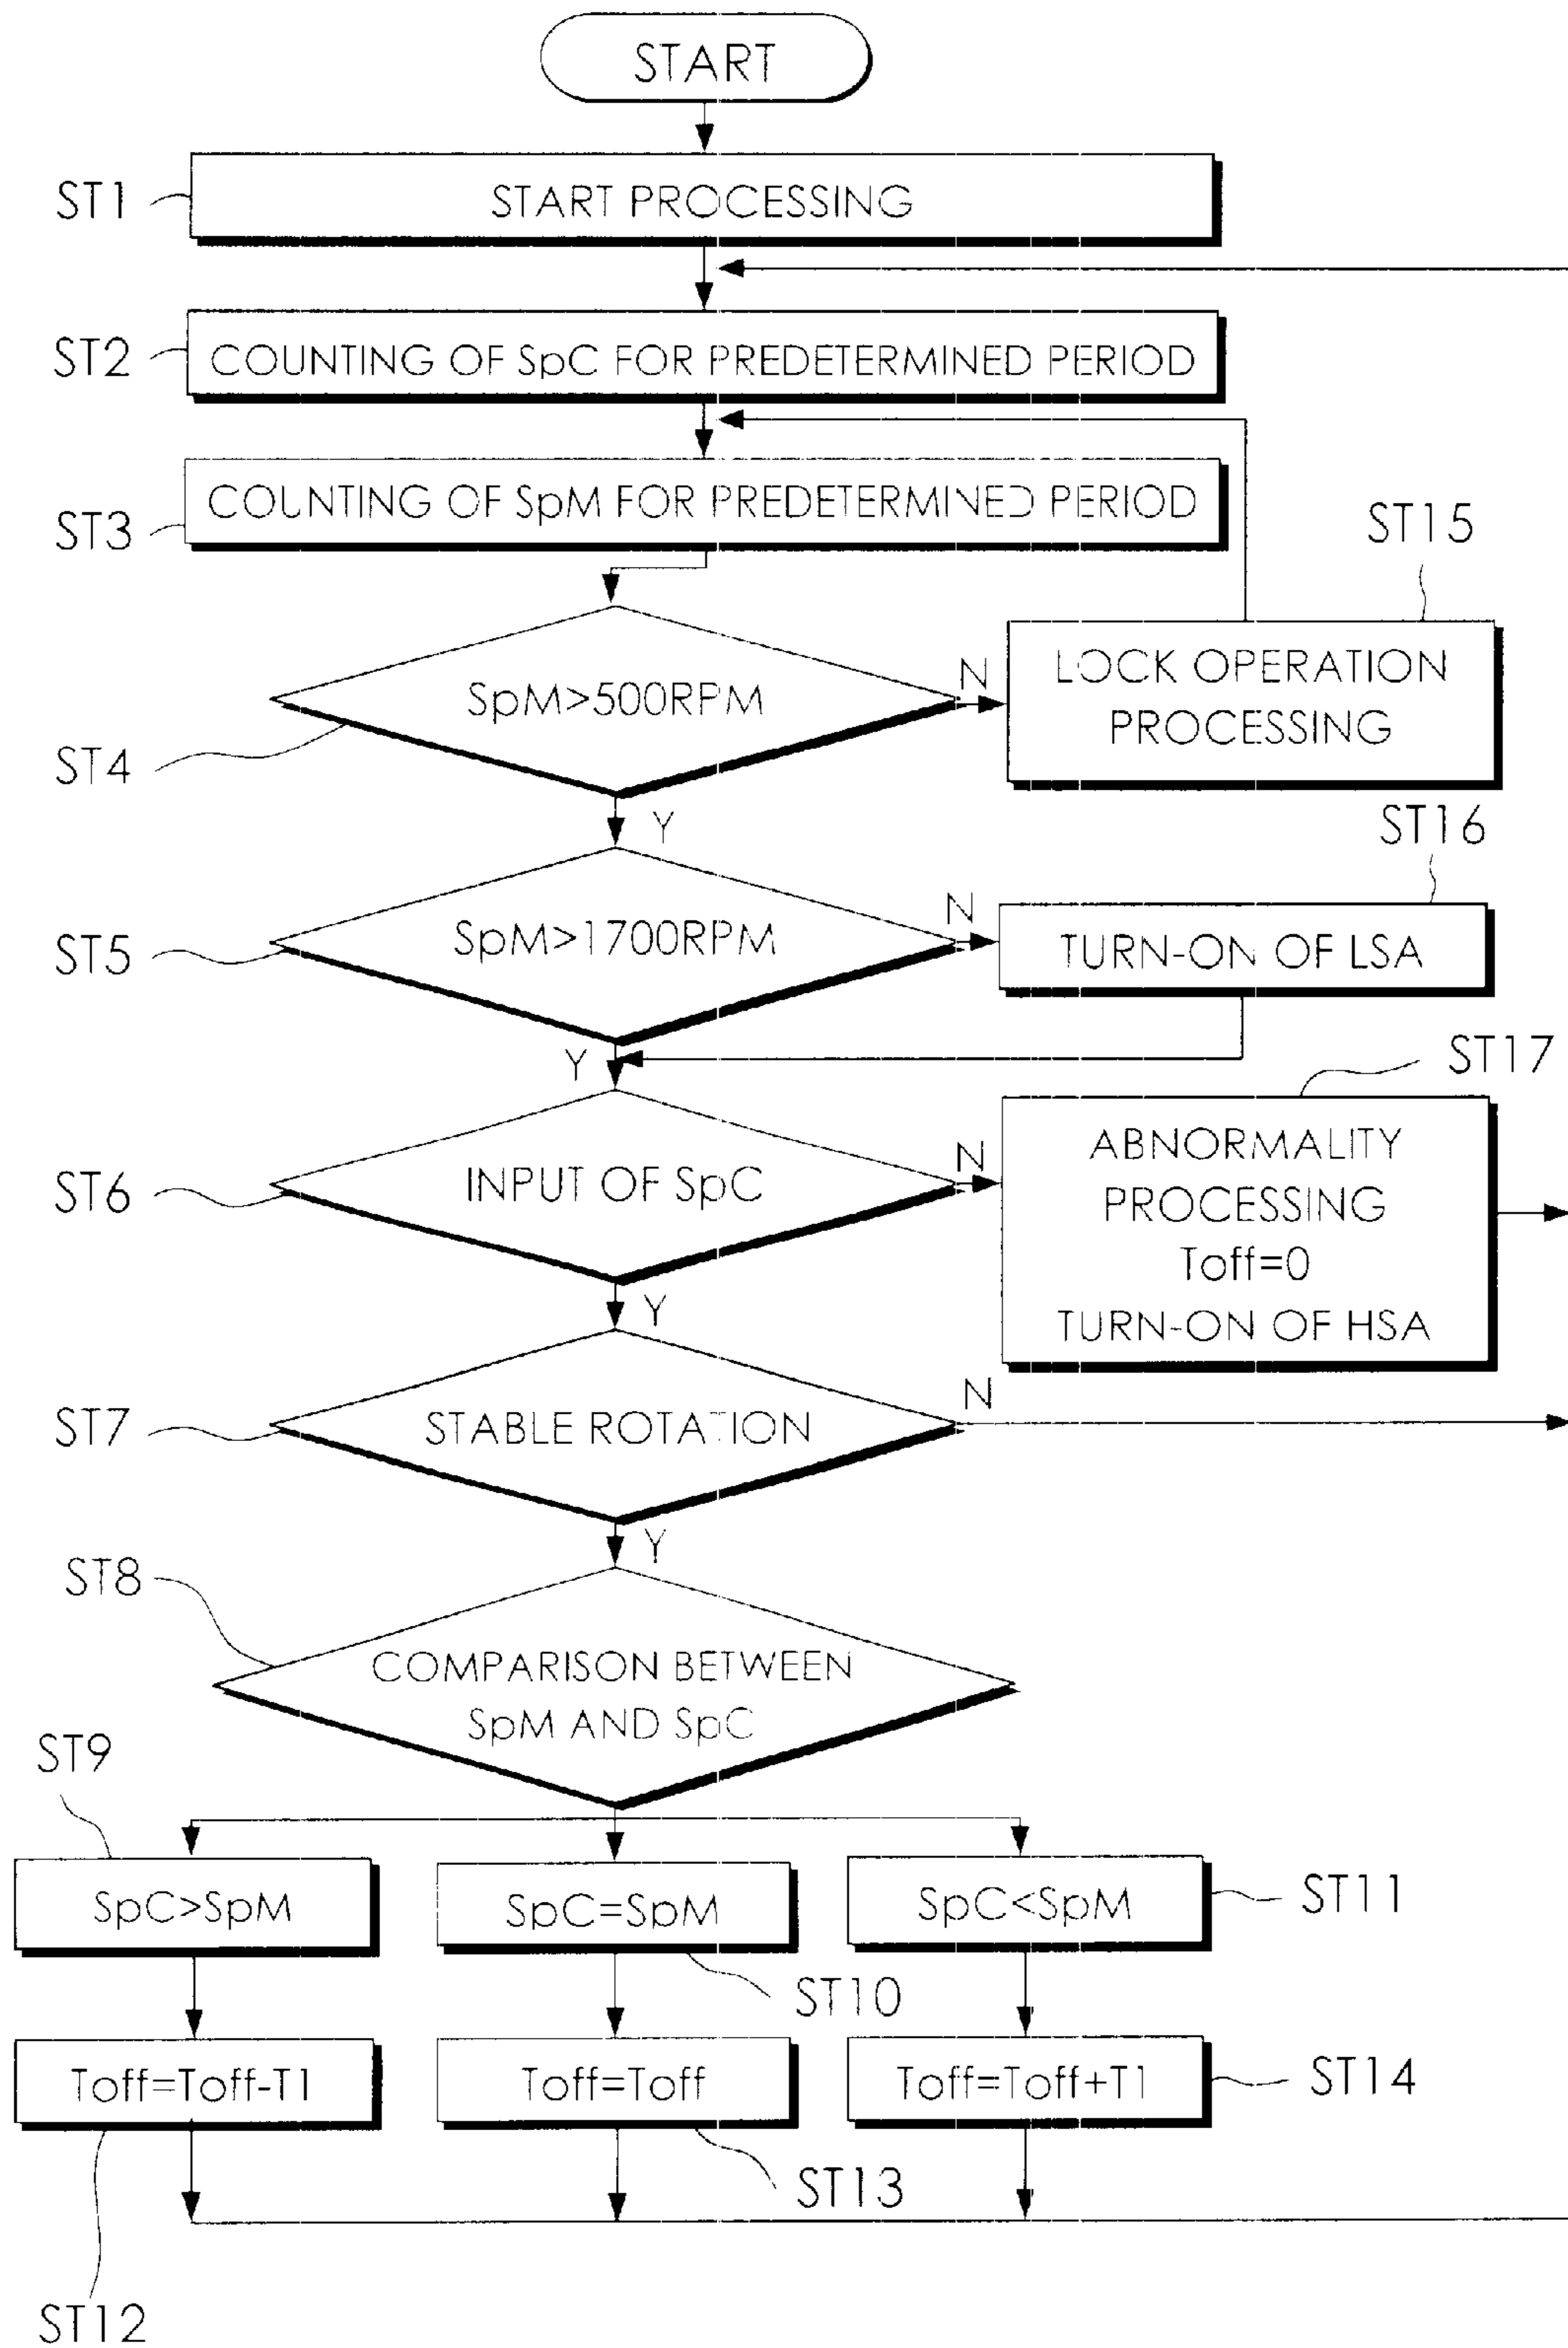 START
ST1
START PROCESSING
ST2
COUNTING OF SpC FOR PREDETERMINED PERIOD
ST3
COUNTING OF SpM FOR PREDETERMINED PERIOD
ST15
LOCK OPERATION
PROCESSING
ST4
SpM>500RPM
N
Y
ST16
ST5
SpM>1700RPM
N
TURN-ON OF LSA
Y
ST17
ST6
INPUT OF SpC
N
ABNORMALITY
PROCESSING
Toff=0
TURN-ON OF HSA
Y
ST7
STABLE ROTATION
N
Y
ST8
COMPARISON BETWEEN
SpM AND SpC
ST9
SpC>SpM
SpC=SpM
SpC<SpM
ST11
ST10
Toff=Toff-T1
Toff=Toff
Toff=Toff+T1
ST14
ST13
ST12